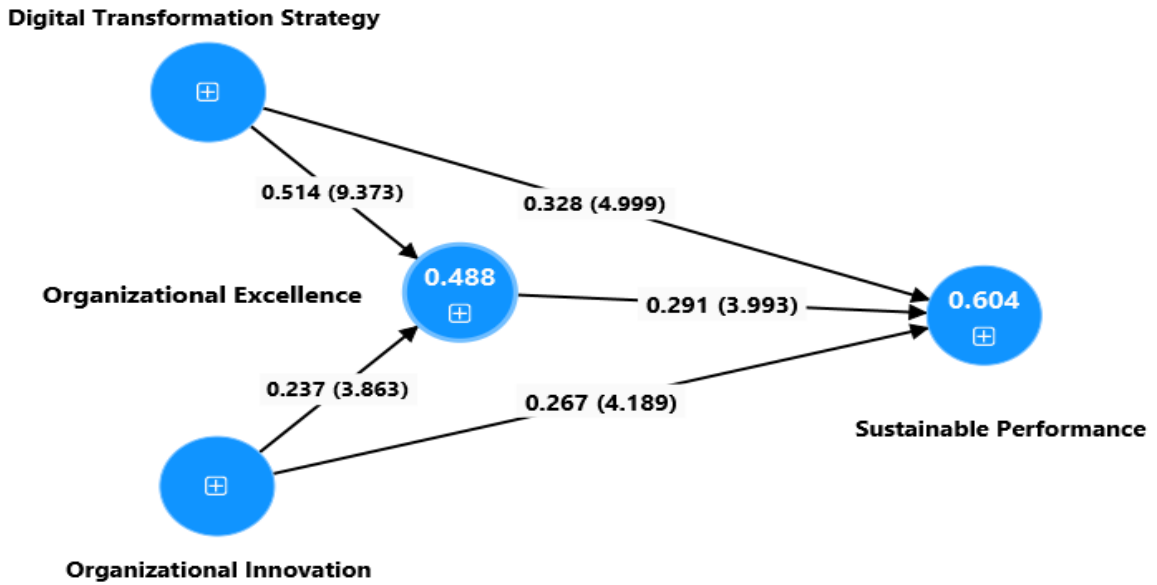 Digital Transformation Strategy
0.514 (9.373)
0.328 (4.999)
0.488
Organizational Excellence
0.291 (3.993)
0.604
0.237 (3.863)
0.267 (4.189)
Sustainable Performance
Organizational Innovation